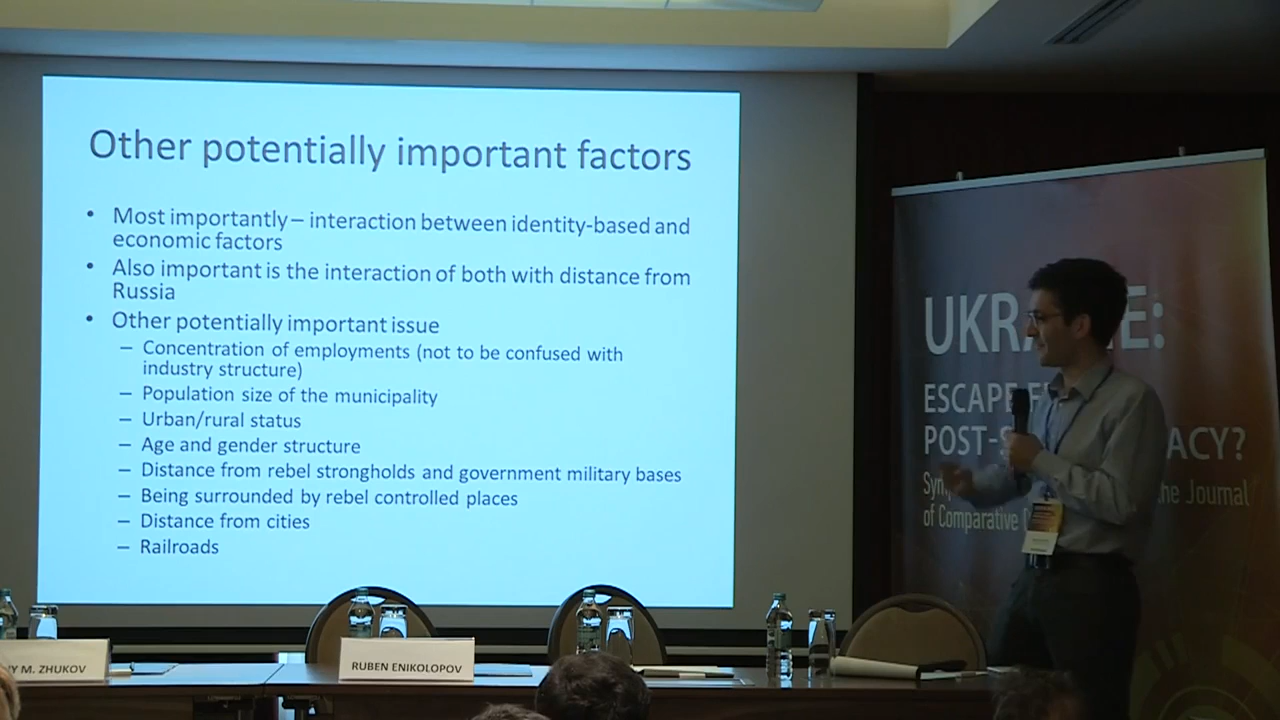 Other potentially important factors
• Most importantly – interaction between identity-based and
economic factors
• Also important is the interaction of both with distance from
Russia
• Other potentially important issue
– Concentration of employments (not to be confused with
industry structure)
– Population size of the municipality
– Urban/rural status
– Age and gender structure
– Distance from rebel strongholds and government military bases
– Being surrounded by rebel controlled places
– Distance from cities
– Railroads
UKRA E:
ESCAPE F
POST-S ACY?
Sym he Journal
of Comparative
Y M. ZHUKOV
RUBEN ENIKOLOPOV